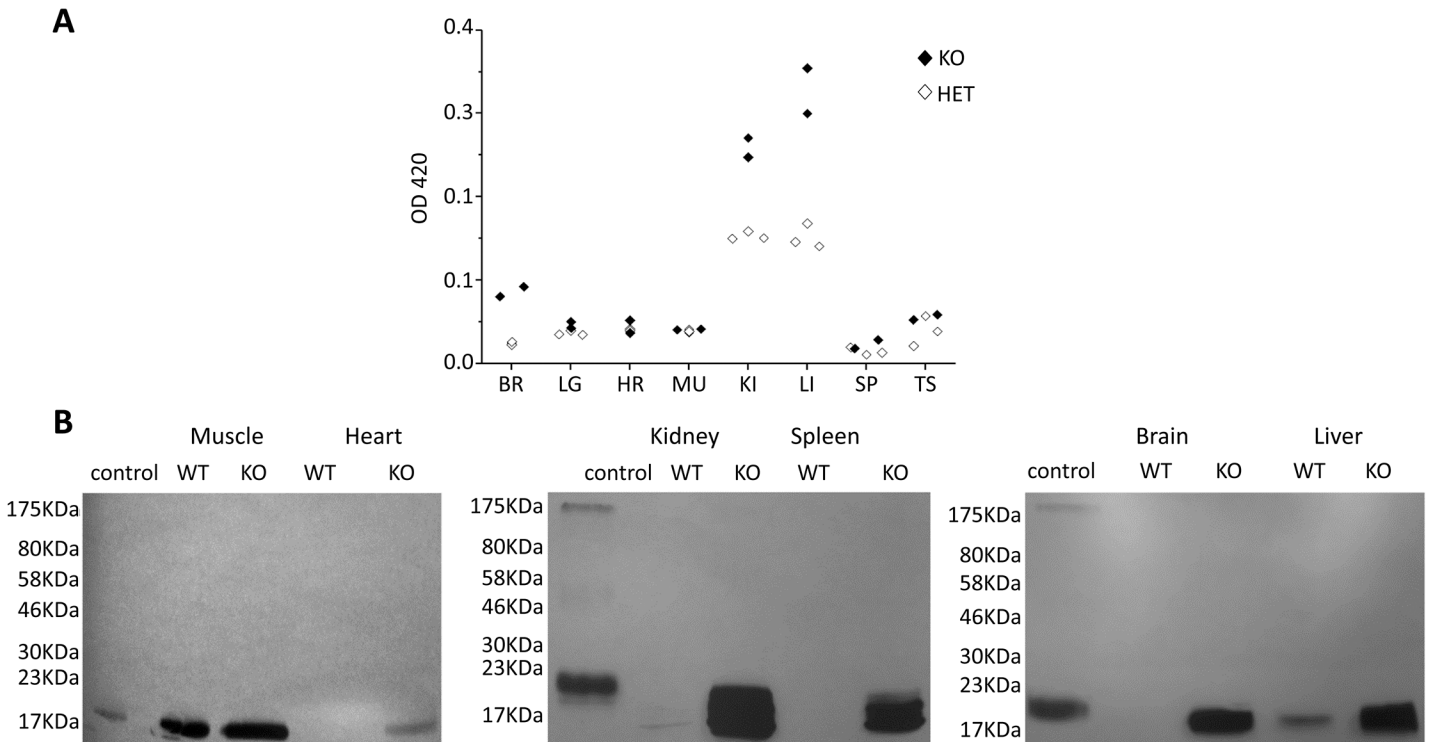 A
0.4
0.3
0.1
0.1
0.0
OD 420
KO
HET
BR LG HR MU KI LI SP TS
B
Muscle Heart
control WT KO WT KO
175KDa
80KDa
58KDa
46KDa
30KDa
23KDa
17KDa
Kidney Spleen
control WT KO WT KO
175KDa
80KDa
58KDa
46KDa
30KDa
23KDa
17KDa
Brain Liver
control WT KO WT KO
175KDa
80KDa
58KDa
46KDa
30KDa
23KDa
17KDa